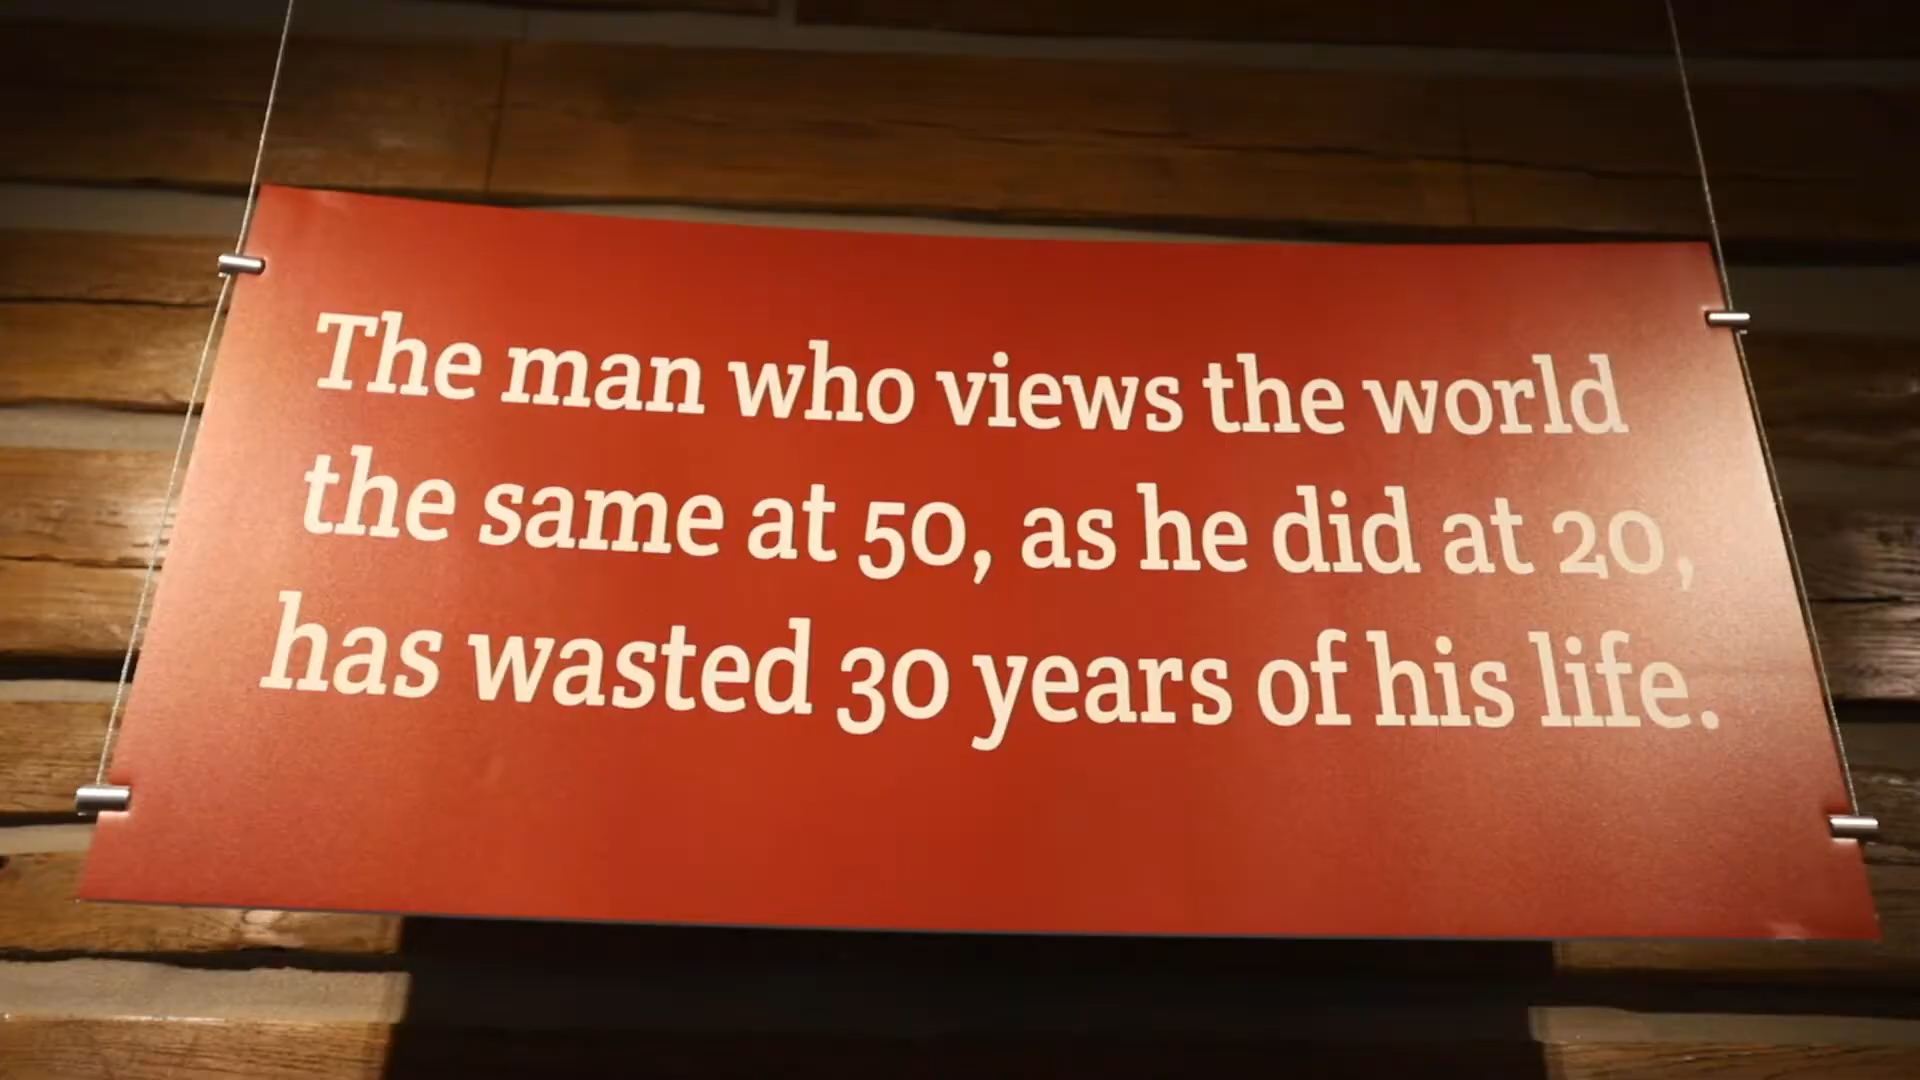 The man who views the world
the same at 50, as he did at 20,
has wasted 30 years of his life.